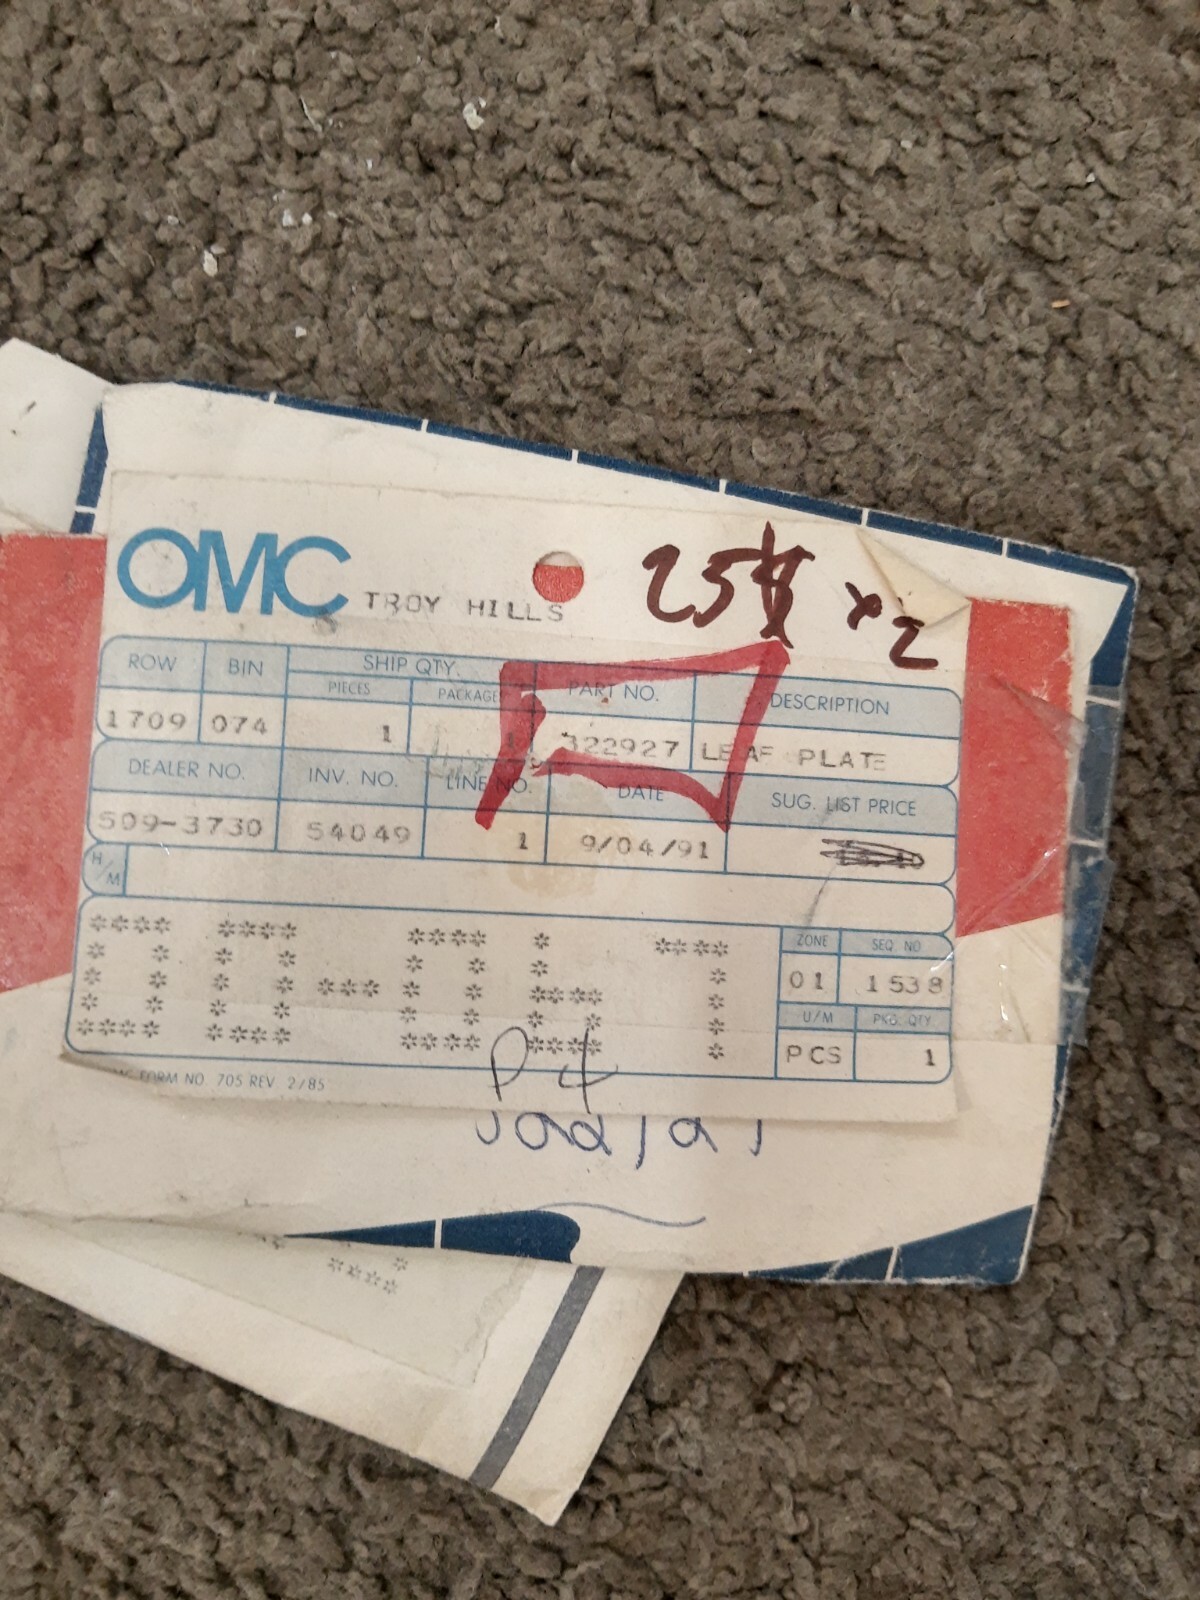 OMC TROY HILLS 25$ x2
ROW BIN SHIP QTY. PART NO. DESCRIPTION
PIECES PACKAGES
1709 074 1 1 322927 LEAF PLATE
DEALER NO. INV. NO. LINE NO. DATE SUG. LIST PRICE
509-3730 54049 1 9/04/91
H/M
ZONE SEQ. NO
01 1538
U/M PKG. QTY.
PCS 1
FORM NO. 705 REV. 2/85
P4